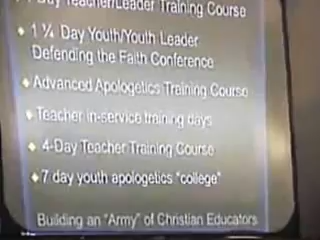 Day Teacher/Leader Training Course
1 ¼ Day Youth/Youth Leader
Defending the Faith Conference
Advanced Apologetics Training Course
Teacher in-service training days
4-Day Teacher Training Course
7 day youth apologetics "college"
Building an "Army" of Christian Educators